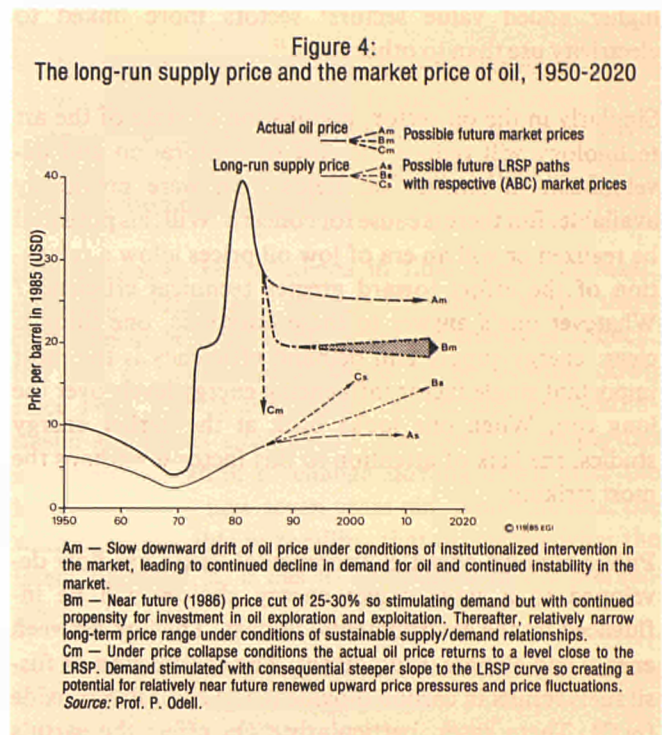 Figure 4:
The long-run supply price and the market price of oil, 1950-2020
Actual oil price
Am
Bm
Cm
Possible future market prices
Long-run supply price
As
Bs
Cs
Possible future LRSP paths
with respective (ABC) market prices
Pric per barrel in 1985 (USD)
40
30
20
10
0
Am
Bm
Cs
Bs
Cm
As
1950 60 70 80 90 2000 10 2020
Am — Slow downward drift of oil price under conditions of institutionalized intervention in
the market, leading to continued decline in demand for oil and continued instability in the
market.
Bm — Near future (1986) price cut of 25-30% so stimulating demand but with continued
propensity for investment in oil exploration and exploitation. Thereafter, relatively narrow
long-term price range under conditions of sustainable supply/demand relationships.
Cm — Under price collapse conditions the actual oil price returns to a level close to the
LRSP. Demand stimulated with consequential steeper slope to the LRSP curve so creating a
potential for relatively near future renewed upward price pressures and price fluctuations.
Source: Prof. P. Odell.